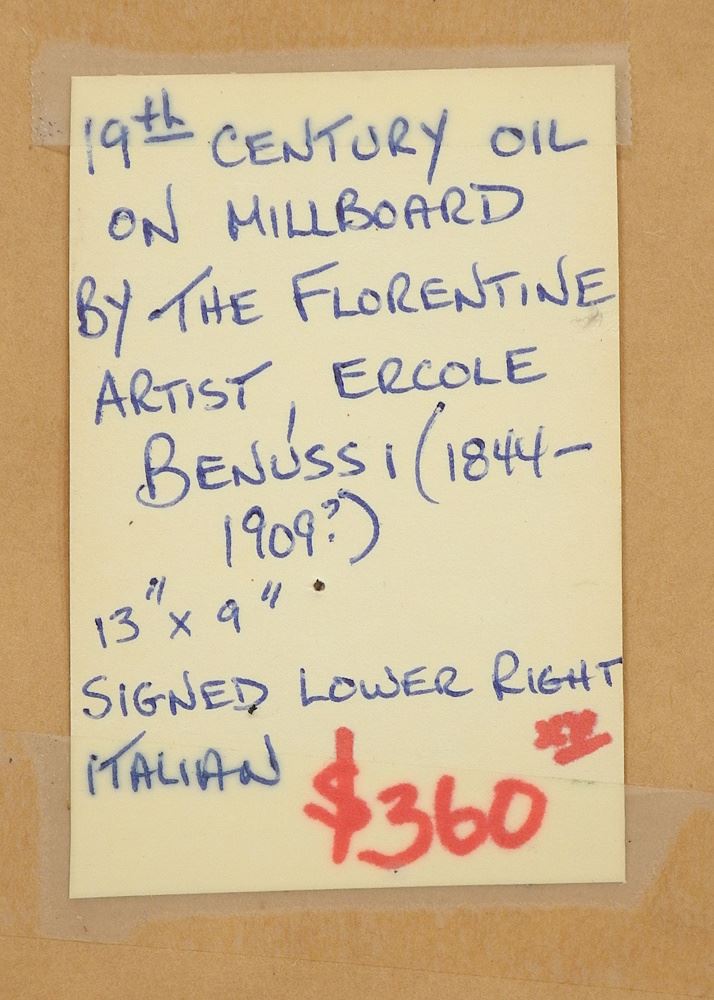 19th CENTURY OIL
ON MILLBOARD
BY THE FLORENTINE
ARTIST, ERCOLE
BENUSSI (1844-
1909?)
13" x 9"
SIGNED LOWER RIGHT
ITALIAN
$360